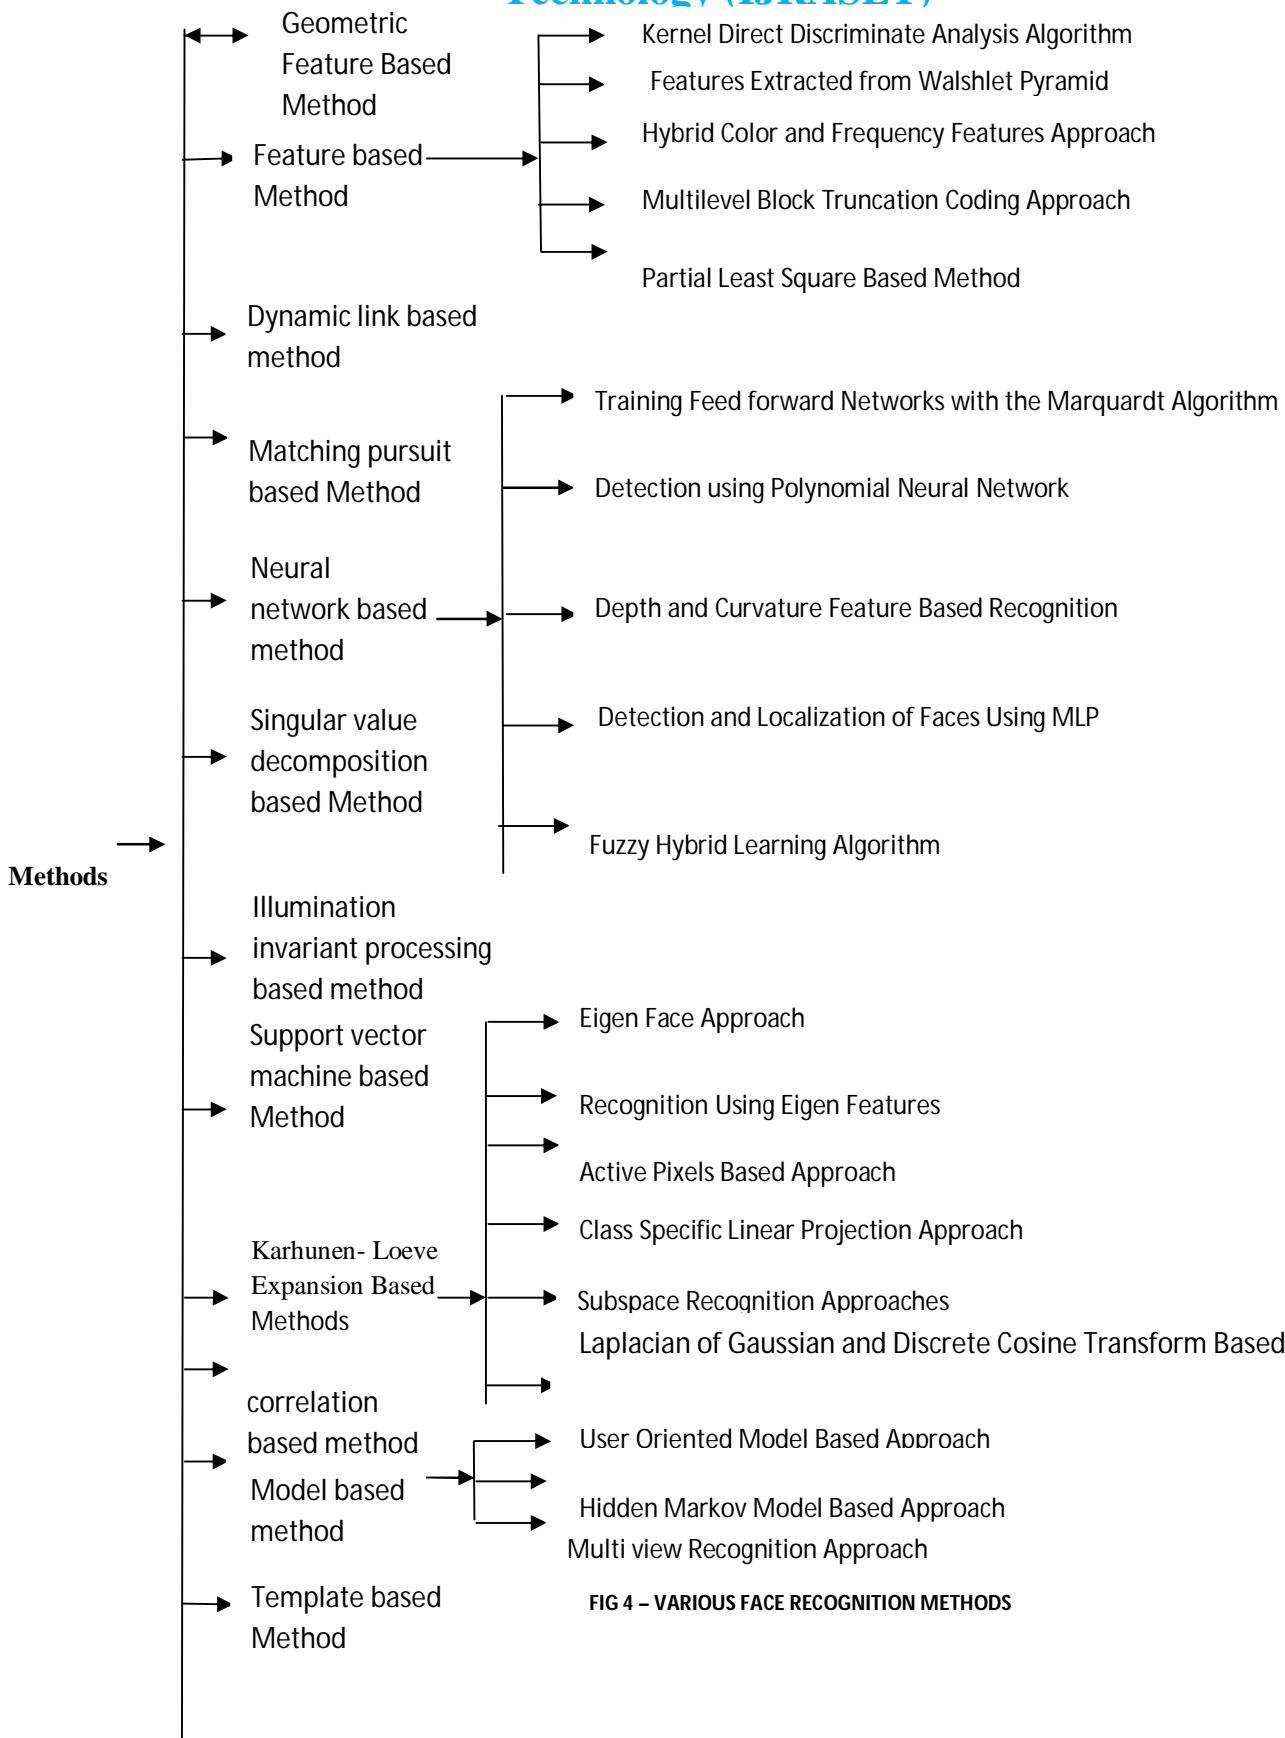 Technology (IJRASET)
Geometric
Feature Based
Method
Kernel Direct Discriminate Analysis Algorithm
Features Extracted from Walshlet Pyramid
Hybrid Color and Frequency Features Approach
Feature based
Method
Multilevel Block Truncation Coding Approach
Partial Least Square Based Method
Dynamic link based
method
Matching pursuit
based Method
Training Feed forward Networks with the Marquardt Algorithm
Detection using Polynomial Neural Network
Neural
network based
method
Depth and Curvature Feature Based Recognition
Singular value
decomposition
based Method
Detection and Localization of Faces Using MLP
Fuzzy Hybrid Learning Algorithm
Methods
Illumination
invariant processing
based method
Support vector
machine based
Method
Eigen Face Approach
Recognition Using Eigen Features
Active Pixels Based Approach
Class Specific Linear Projection Approach
Karhunen- Loeve
Expansion Based
Methods
Subspace Recognition Approaches
Laplacian of Gaussian and Discrete Cosine Transform Based
correlation
based method
Model based
method
User Oriented Model Based Approach
Hidden Markov Model Based Approach
Multi view Recognition Approach
Template based
Method
FIG 4 – VARIOUS FACE RECOGNITION METHODS